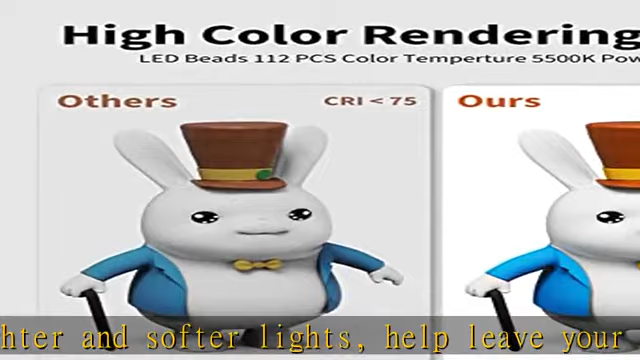 High Color Rendering
LED Beads 112 PCS Color Temperture 5500K
Others
CRI < 75
Ours
and softer lights, help leave your